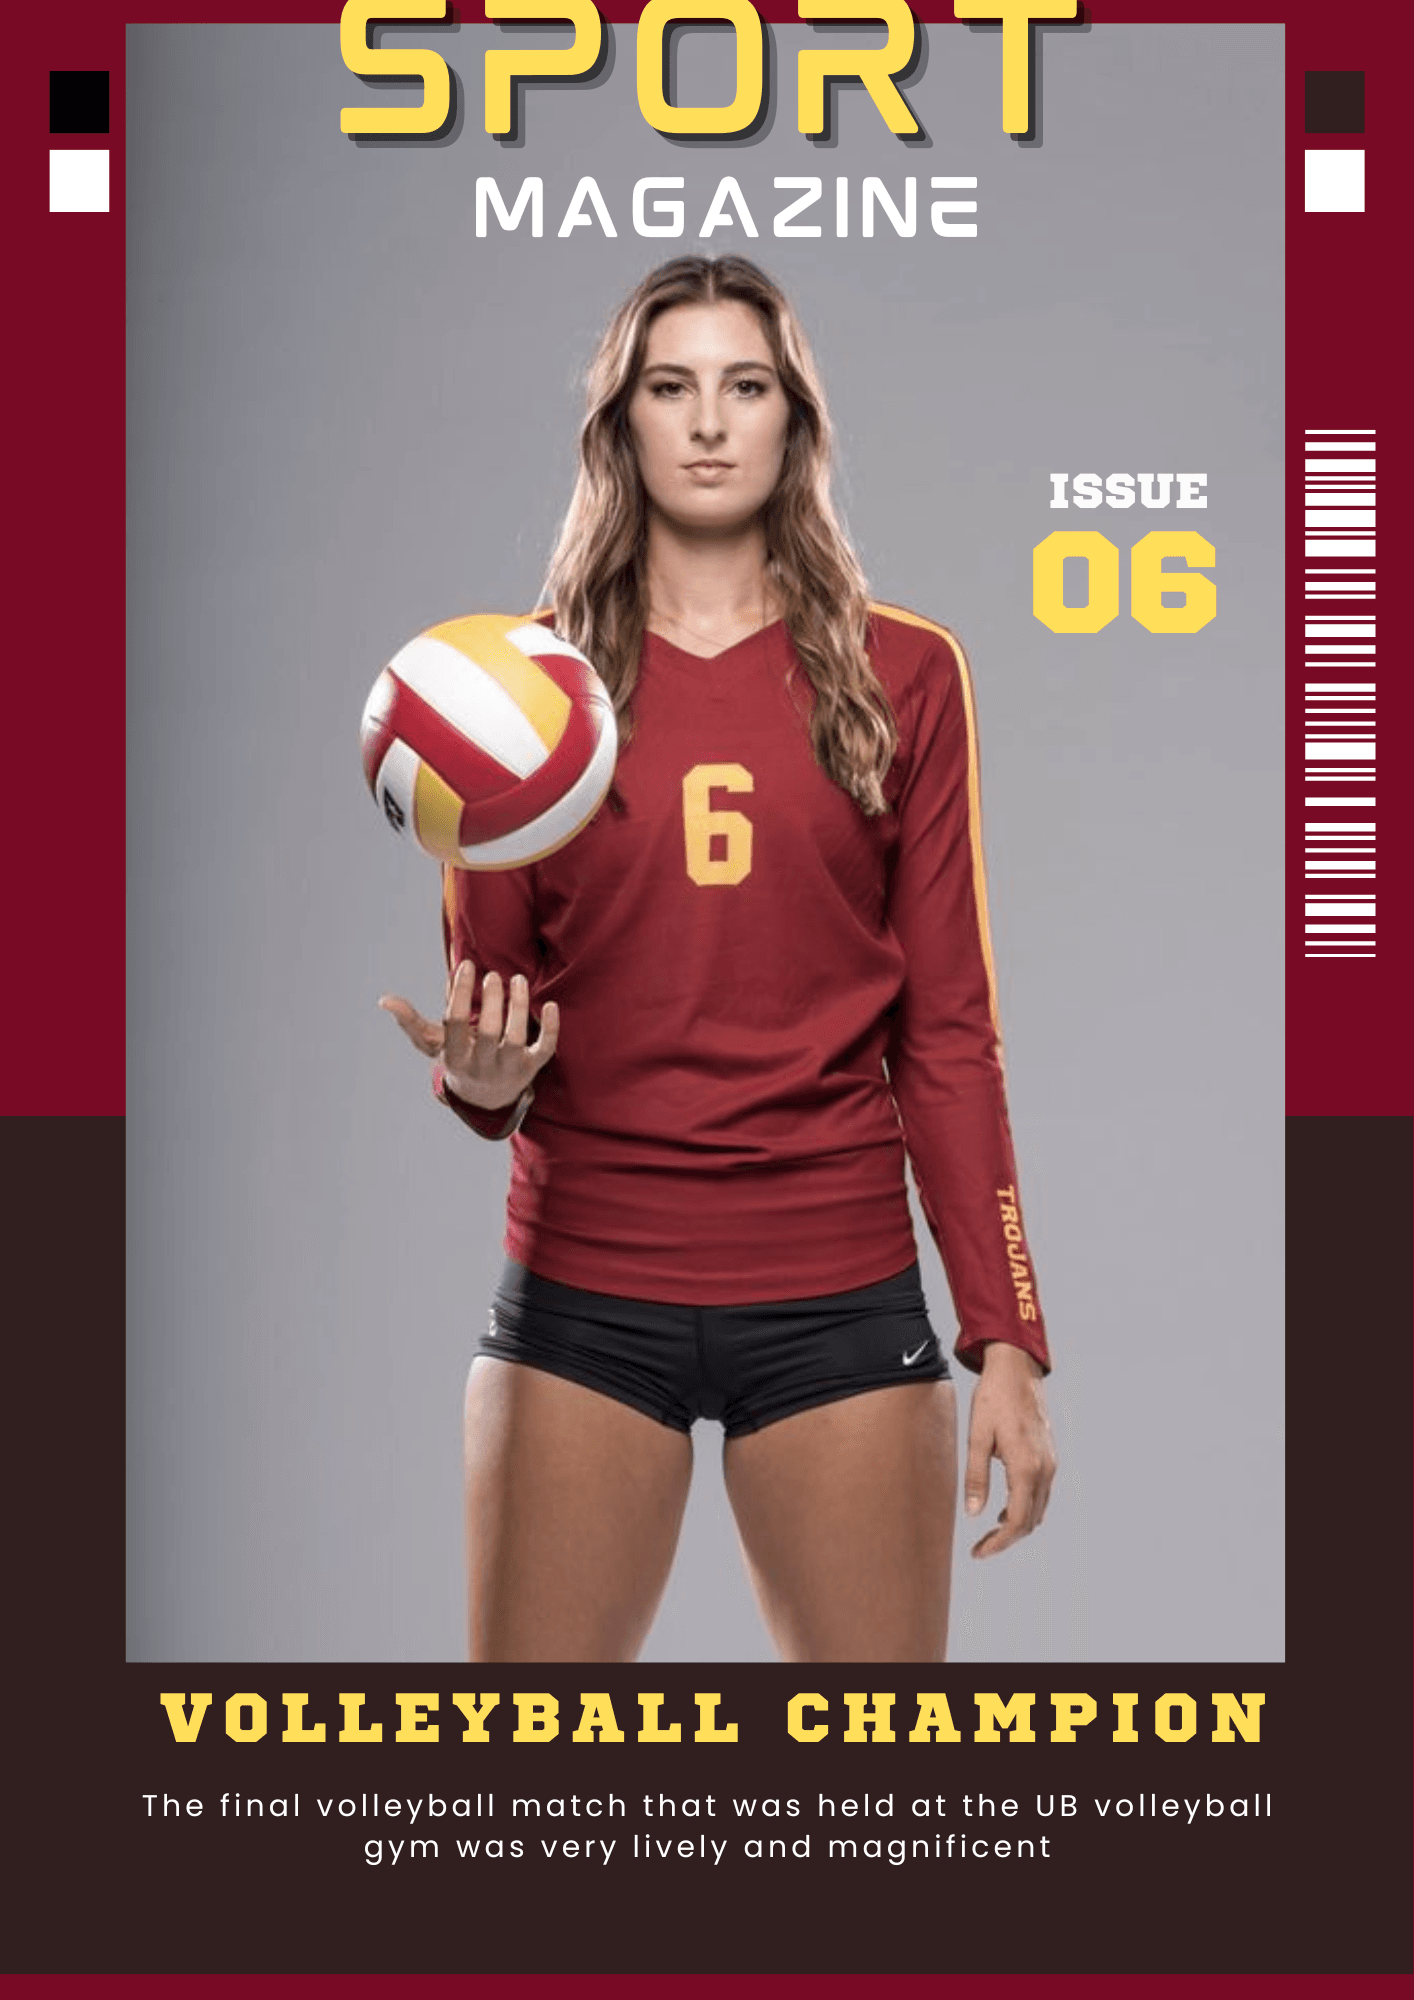 SPORT
MAGAZINE
ISSUE
06
6
TROJANS
VOLLEYBALL CHAMPION
The final volleyball match that was held at the UB volleyball
gym was very lively and magnificent